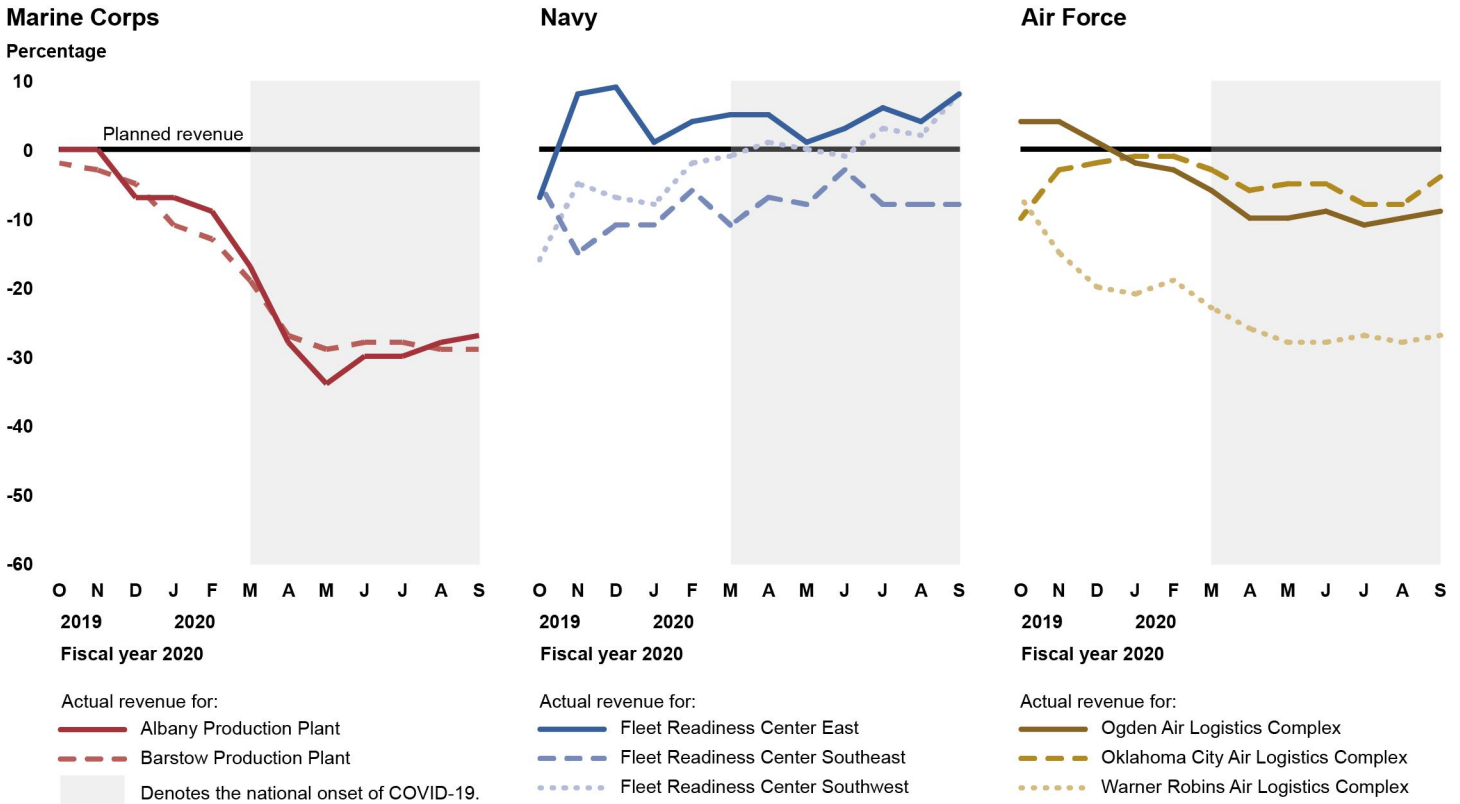 Marine Corps
Percentage
10
0
-10
-20
-30
-40
-50
-60
Planned revenue
O N D J F M A M J J A S
2019 2020
Fiscal year 2020
Actual revenue for:
Albany Production Plant
Barstow Production Plant
Denotes the national onset of COVID-19.
Navy
O N D J F M A M J J A S
2019 2020
Fiscal year 2020
Actual revenue for:
Fleet Readiness Center East
Fleet Readiness Center Southeast
Fleet Readiness Center Southwest
Air Force
O N D J F M A M J J A S
2019 2020
Fiscal year 2020
Actual revenue for:
Ogden Air Logistics Complex
Oklahoma City Air Logistics Complex
Warner Robins Air Logistics Complex